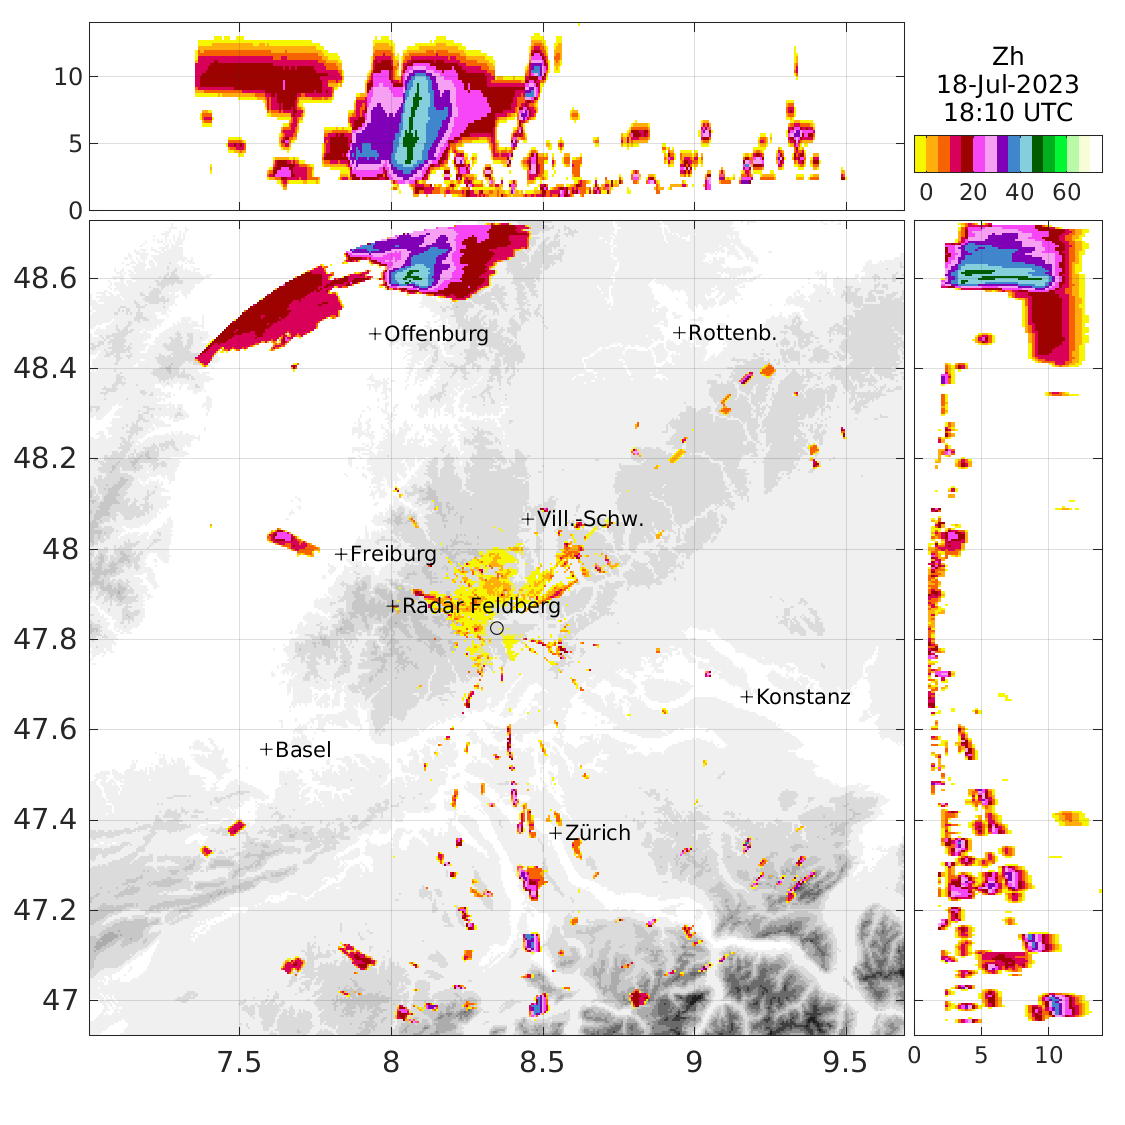 Zh
18-Jul-2023
18:10 UTC
0 20 40 60
10
5
0
48.6
48.4
48.2
48
47.8
47.6
47.4
47.2
47
+Offenburg
+Rottenb.
+Vill.-Schw.
+Freiburg
+Radar Feldberg
+Konstanz
+Basel
+Zürich
7.5 8 8.5 9 9.5
0 5 10